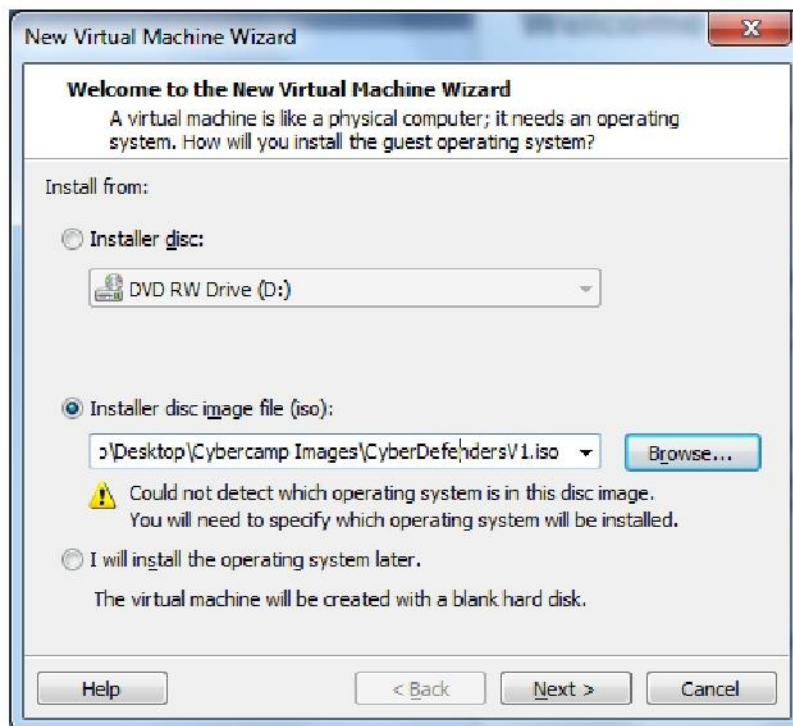 New Virtual Machine Wizard
Welcome to the New Virtual Machine Wizard
A virtual machine is like a physical computer; it needs an operating
system. How will you install the guest operating system?
Install from:
Installer disc:
DVD RW Drive (D:)
Installer disc image file (iso):
\Desktop\Cybercamp Images\CyberDefendersV1.iso
Browse...
Could not detect which operating system is in this disc image.
You will need to specify which operating system will be installed.
I will install the operating system later.
The virtual machine will be created with a blank hard disk.
Help
< Back
Next >
Cancel